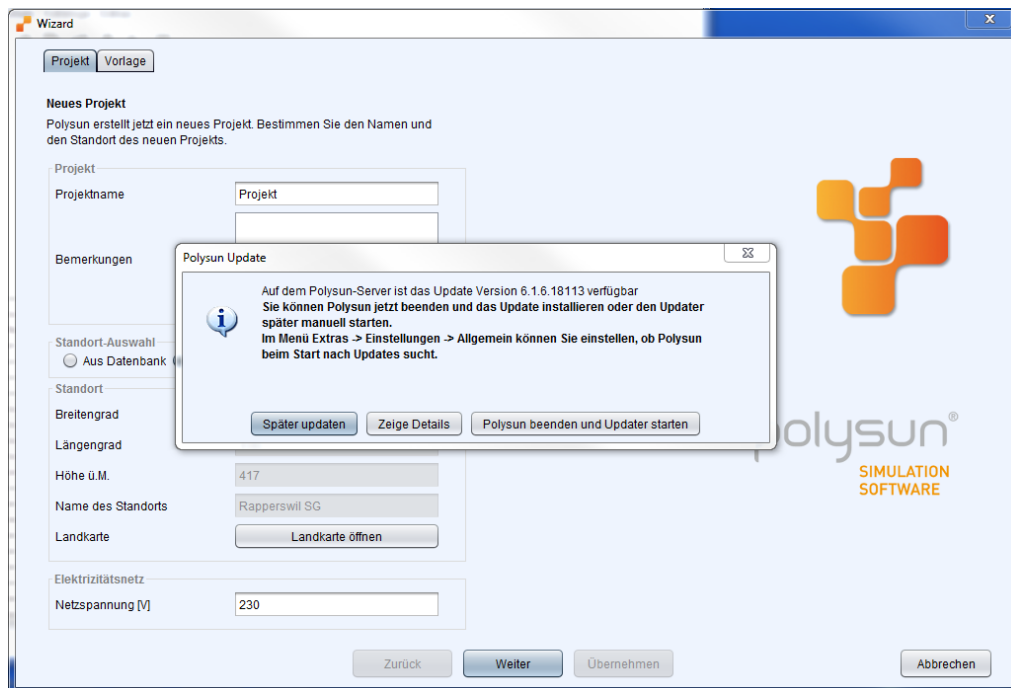 Wizard
Projekt
Vorlage
Neues Projekt
Polysun erstellt jetzt ein neues Projekt. Bestimmen Sie den Namen und
den Standort des neuen Projekts.
Projekt
Projektname
Projekt
Bemerkungen
Polysun Update
Auf dem Polysun-Server ist das Update Version 6.1.6.18113 verfügbar
Sie können Polysun jetzt beenden und das Update installieren oder den Updater
später manuell starten.
Im Menü Extras -> Einstellungen -> Allgemein können Sie einstellen, ob Polysun
beim Start nach Updates sucht.
Später updaten
Zeige Details
Polysun beenden und Updater starten
Standort-Auswahl
Aus Datenbank
Standort
Breitengrad
Längengrad
Höhe ü.M.
417
Name des Standorts
Rapperswil SG
Landkarte
Landkarte öffnen
Elektrizitätsnetz
Netzspannung [V]
230
polysun®
SIMULATION
SOFTWARE
Zurück
Weiter
Übernehmen
Abbrechen